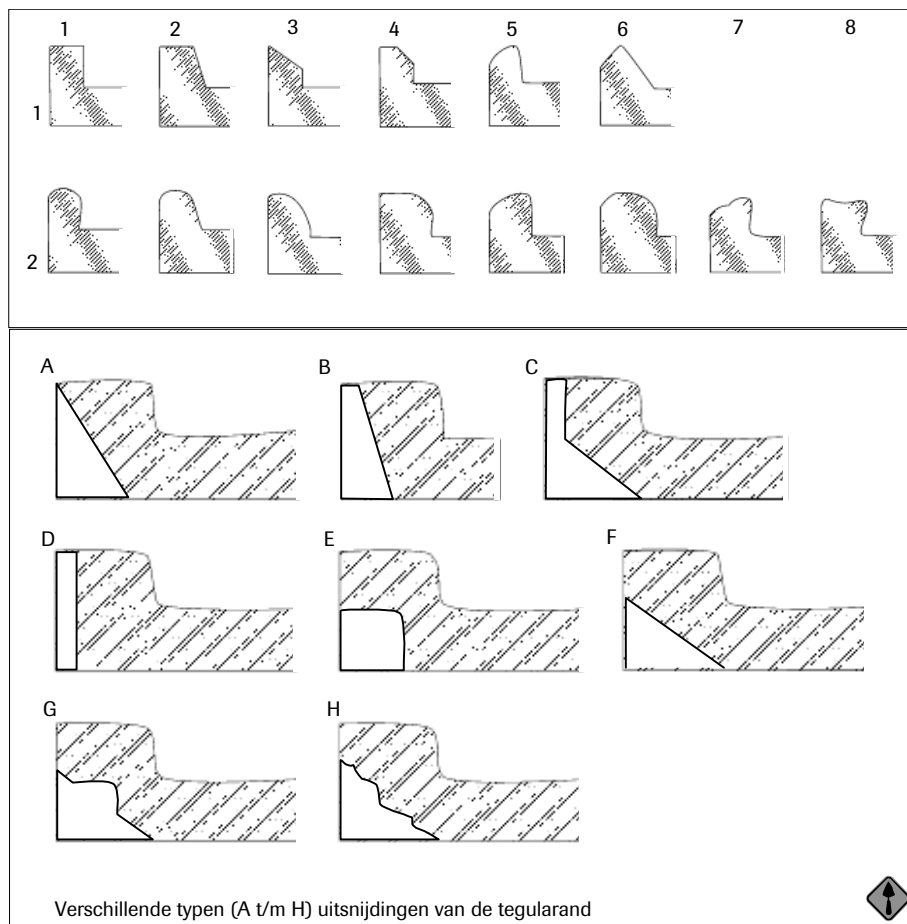 1 2 3 4 5 6 7 8
1
2
A B C
D E F
G H
Verschillende typen (A t/m H) uitsnijdingen van de tegularand